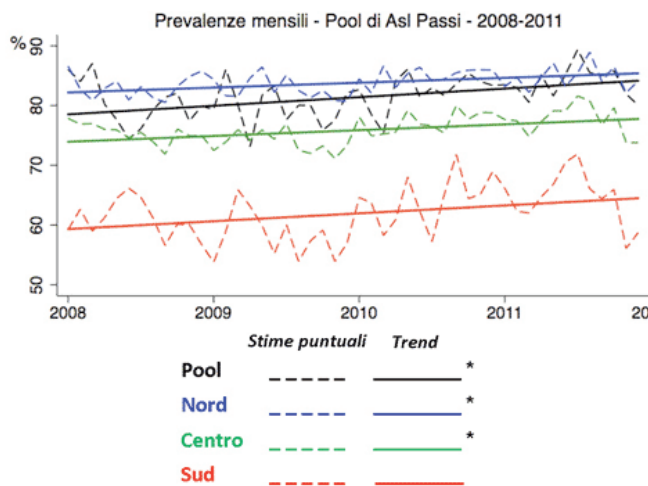 Prevalenze mensili - Pool di Asl Passi - 2008-2011
%
90
80
70
60
50
2008 2009 2010 2011 20
Stime puntuali Trend
Pool *
Nord *
Centro *
Sud